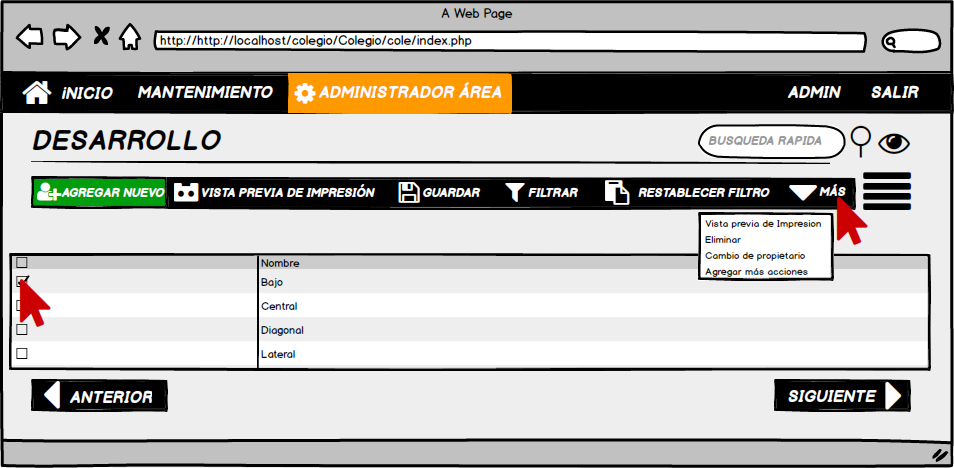 A Web Page
http://http://localhost/colegio/Colegio/cole/index.php
iNICIO MANTENIMIENTO ADMINISTRADOR ÁREA ADMIN SALIR
DESARROLLO BUSQUEDA RAPIDA
AGREGAR NUEVO VISTA PREVIA DE IMPRESIÓN GUARDAR FILTRAR RESTABLECER FILTRO MÁS
Vista previa de Impresion
Eliminar
Cambio de propietario
Agregar más acciones
Nombre
Bajo
Central
Diagonal
Lateral
ANTERIOR SIGUIENTE